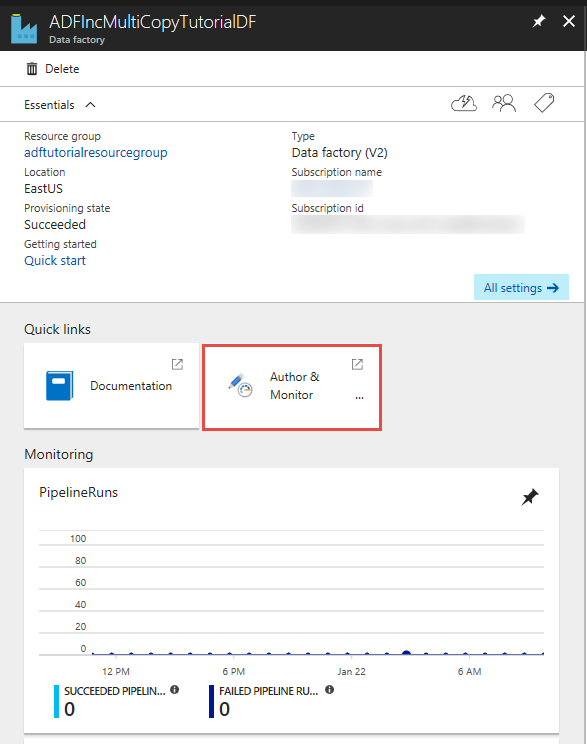 ADFIncMultiCopyTutorialDF
Data factory
Delete
Essentials
Resource group
adftutorialresourcegroup
Location
EastUS
Provisioning state
Succeeded
Getting started
Quick start
Type
Data factory (V2)
Subscription name
Subscription id
All settings
Quick links
Documentation
Author &
Monitor
...
Monitoring
PipelineRuns
100
80
60
40
20
0
12 PM
6 PM
Jan 22
6 AM
SUCCEEDED PIPELIN...
0
FAILED PIPELINE RU...
0